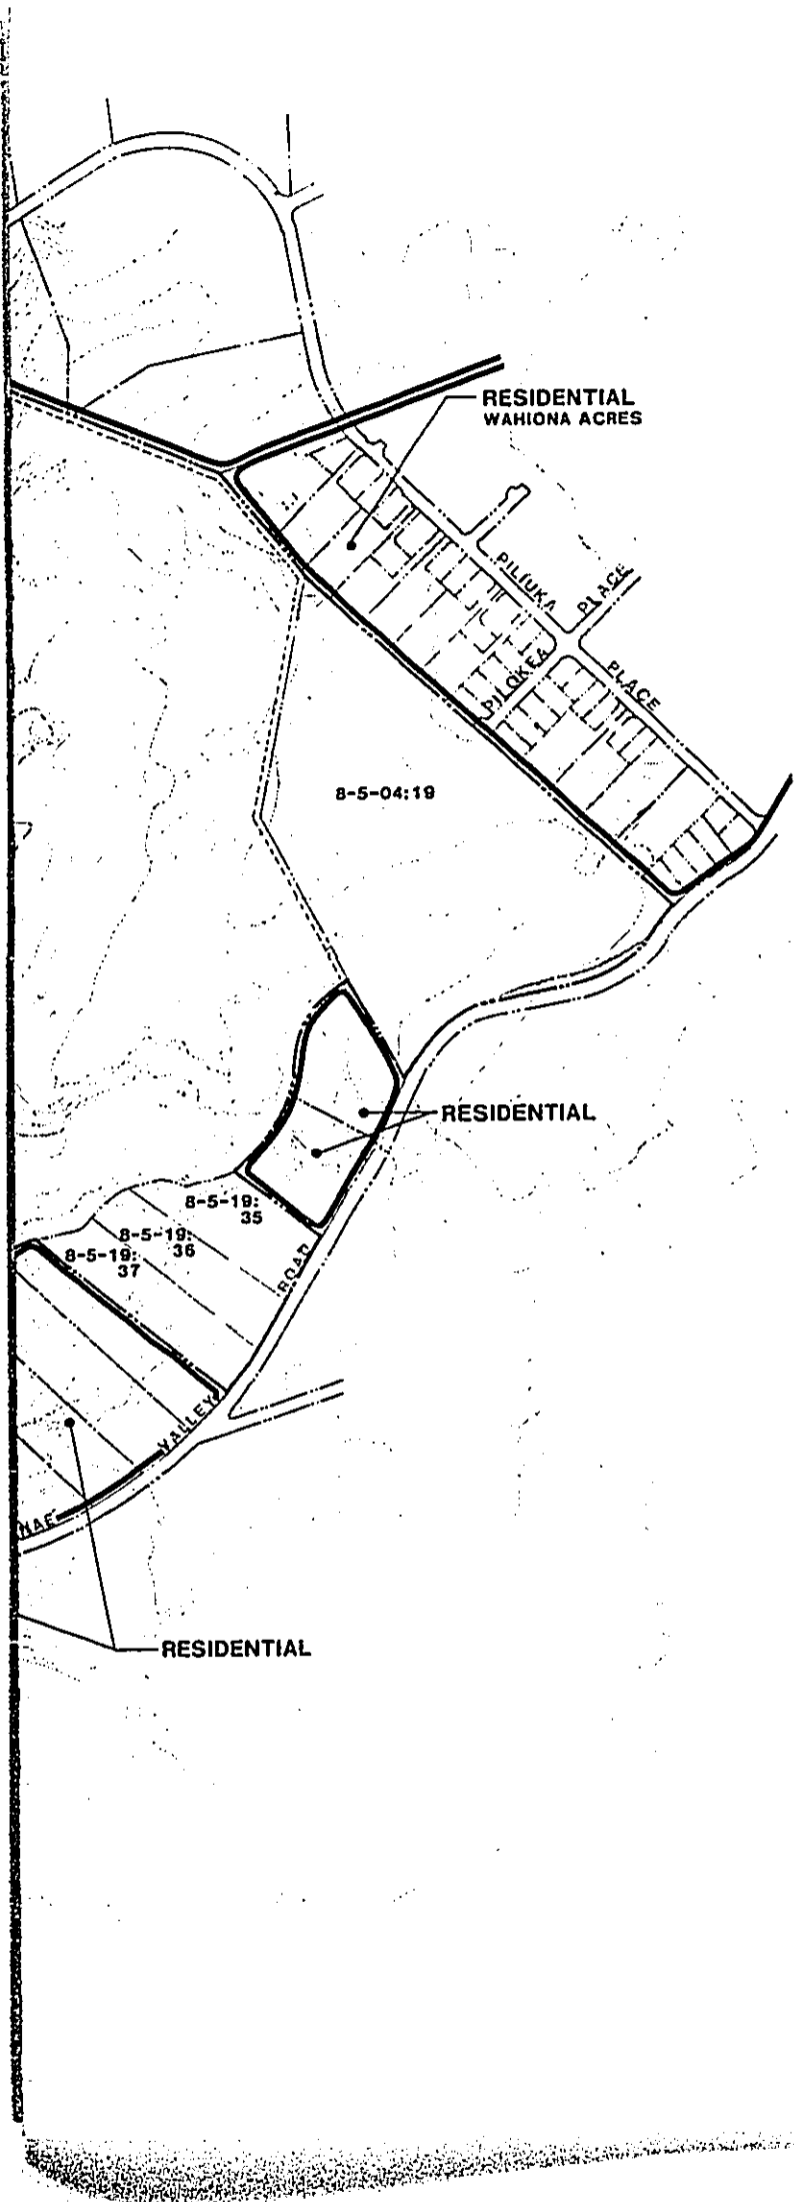 RESIDENTIAL
WAHIONA ACRES
PILIUKA
PLACE
PLACE
PILOKEA
8-5-04:19
RESIDENTIAL
8-5-19:
35
8-5-19:
36
8-5-19:
37
ROAD
VALLEY
NAE
RESIDENTIAL